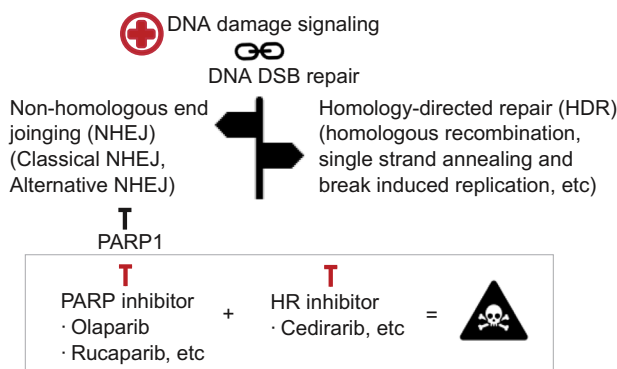 DNA damage signaling
DNA DSB repair
Non-homologous end
joinging (NHEJ)
(Classical NHEJ,
Alternative NHEJ)
Homology-directed repair (HDR)
(homologous recombination,
single strand annealing and
break induced replication, etc)
PARP1
PARP inhibitor
· Olaparib
· Rucaparib, etc
+
HR inhibitor
· Cedirarib, etc
=